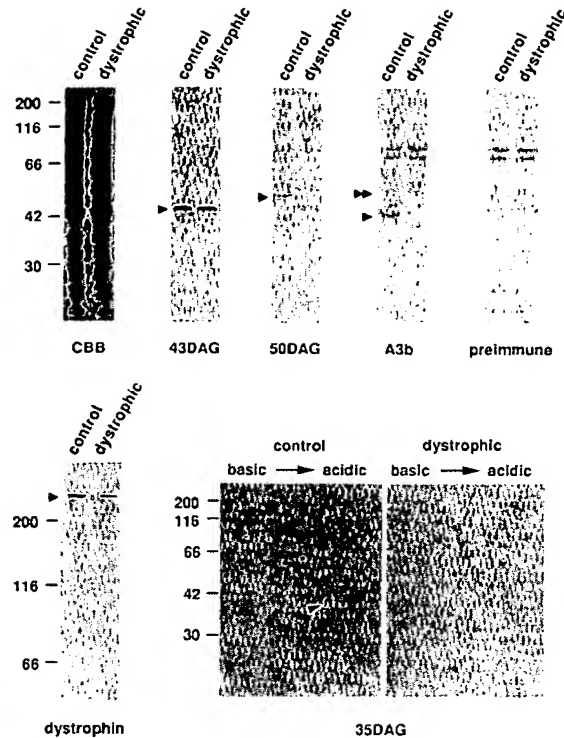 control dystrophic control dystrophic control dystrophic control dystrophic control dystrophic
200
116
66
42
30
CBB 43DAG 50DAG A3b preimmune
control dystrophic
200
116
66
dystrophin
control dystrophic
basic acidic basic acidic
200
116
66
42
30
35DAG